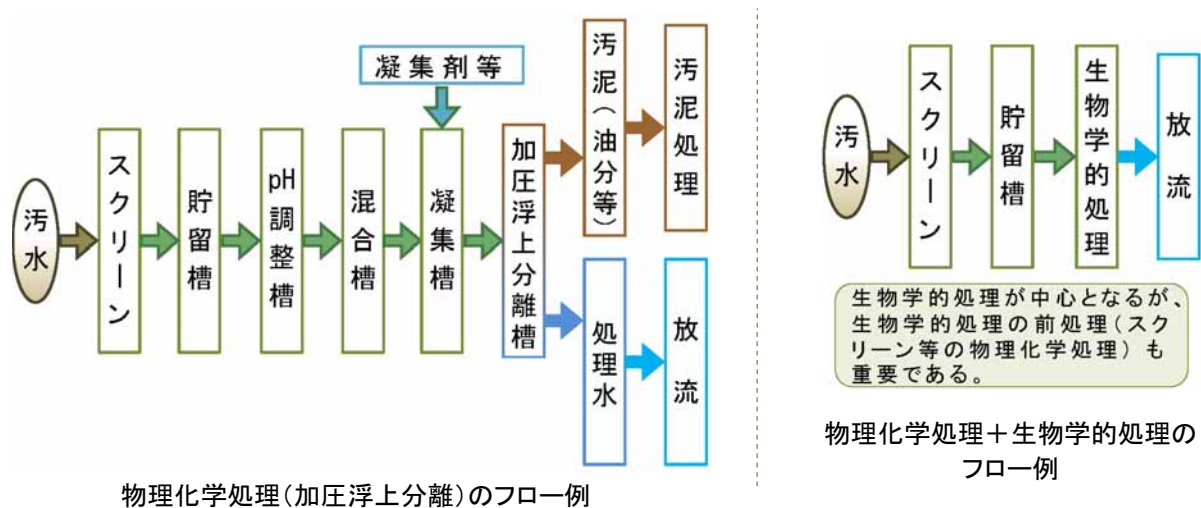 汚水
スクリーン
貯留槽
pH調整槽
混合槽
凝集剤等
凝集槽
加圧浮上分離槽
汚泥(油分等)
汚泥処理
処理水
放流
物理化学処理(加圧浮上分離)のフロー例
汚水
スクリーン
貯留槽
生物学的処理
放流
生物学的処理が中心となるが、
生物学的処理の前処理(スク
リーン等の物理化学処理)も
重要である。
物理化学処理+生物学的処理の
フロー例